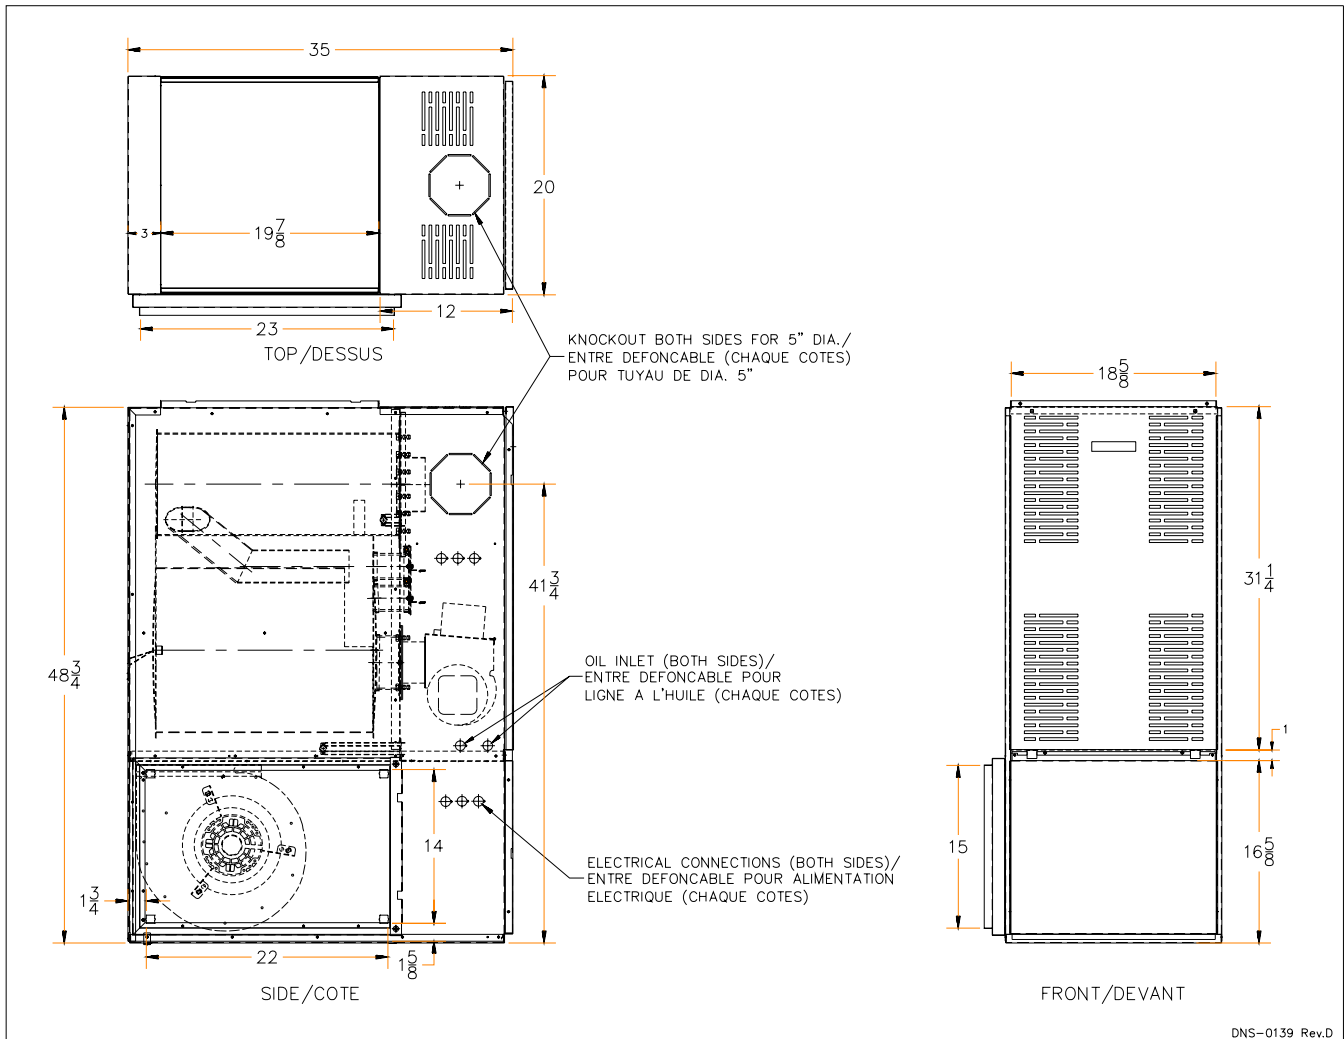 35
20
3
19 7/8
12
23
TOP/DESSUS
KNOCKOUT BOTH SIDES FOR 5" DIA./
ENTRE DEFONCABLE (CHAQUE COTES)
POUR TUYAU DE DIA. 5"
18 5/8
41 3/4
31 1/4
48 3/4
OIL INLET (BOTH SIDES)/
ENTRE DEFONCABLE POUR
LIGNE A L'HUILE (CHAQUE COTES)
1
14
15
16 5/8
ELECTRICAL CONNECTIONS (BOTH SIDES)/
ENTRE DEFONCABLE POUR ALIMENTATION
ELECTRIQUE (CHAQUE COTES)
1 3/4
22
1 5/8
SIDE/COTE
FRONT/DEVANT
DNS-0139 Rev.D